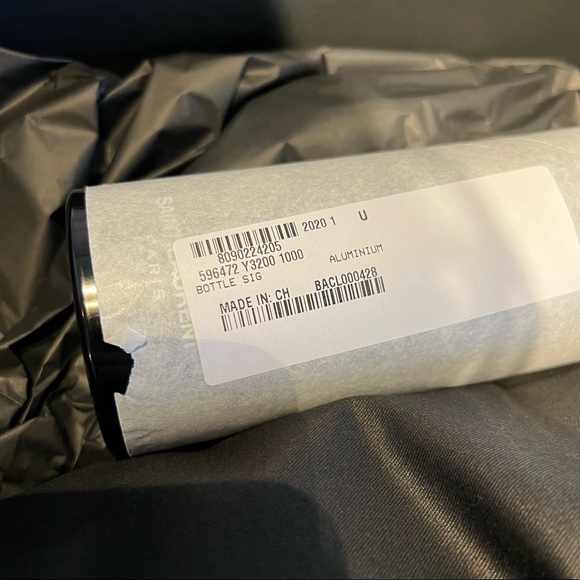 8090224205 2020 1 U
596472 Y3200 1000
BOTTLE SIG ALUMINIUM
MADE IN: CH BACL000428